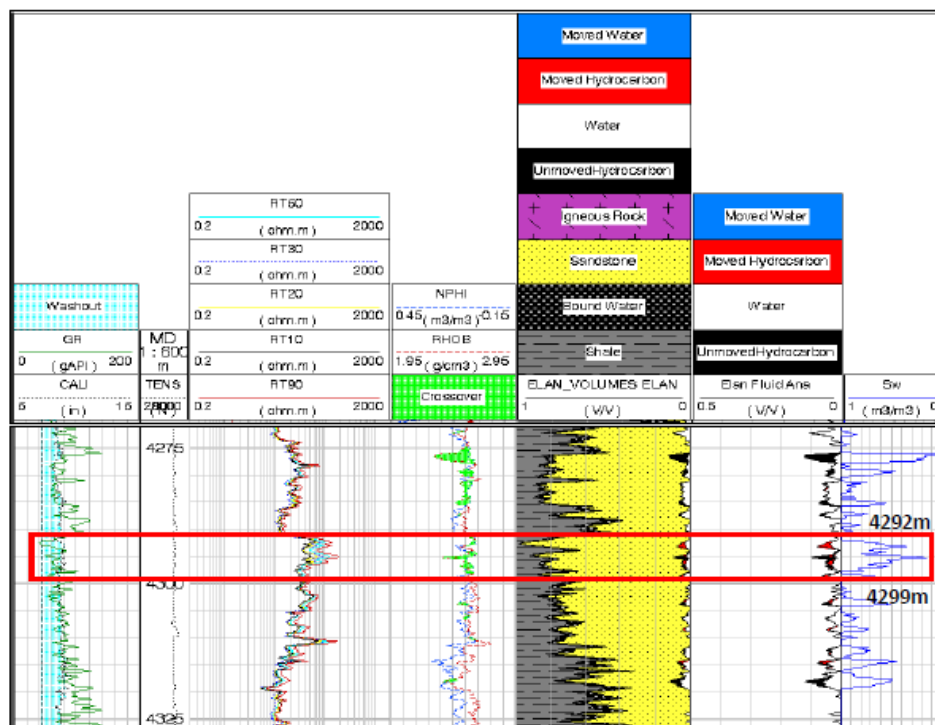 Moved Water
Moved Hydrocarbon
Water
UnmovedHydrocarbon
RT60
0.2 (ohm.m) 2000
Igneous Rock
Moved Water
RT30
0.2 (ohm.m) 2000
Sandstone
Moved Hydrocarbon
Washout
RT20
0.2 (ohm.m) 2000
NPHI
0.45 (m3/m3) -0.15
Bound Water
Water
GR
0 (gAPI) 200
MD
1 : 600
m
RT10
0.2 (ohm.m) 2000
RHOB
1.95 (g/cm3) 2.95
Shale
UnmovedHydrocarbon
CALI
6 (in) 16
TENS
RT90
0.2 (ohm.m) 2000
Crossover
ELAN_VOLUMES ELAN
1 (V/V) 0
Elan Fluid Ana
0.5 (V/V) 0
Sw
1 (m3/m3) 0
4275
4292m
4300
4299m
4325